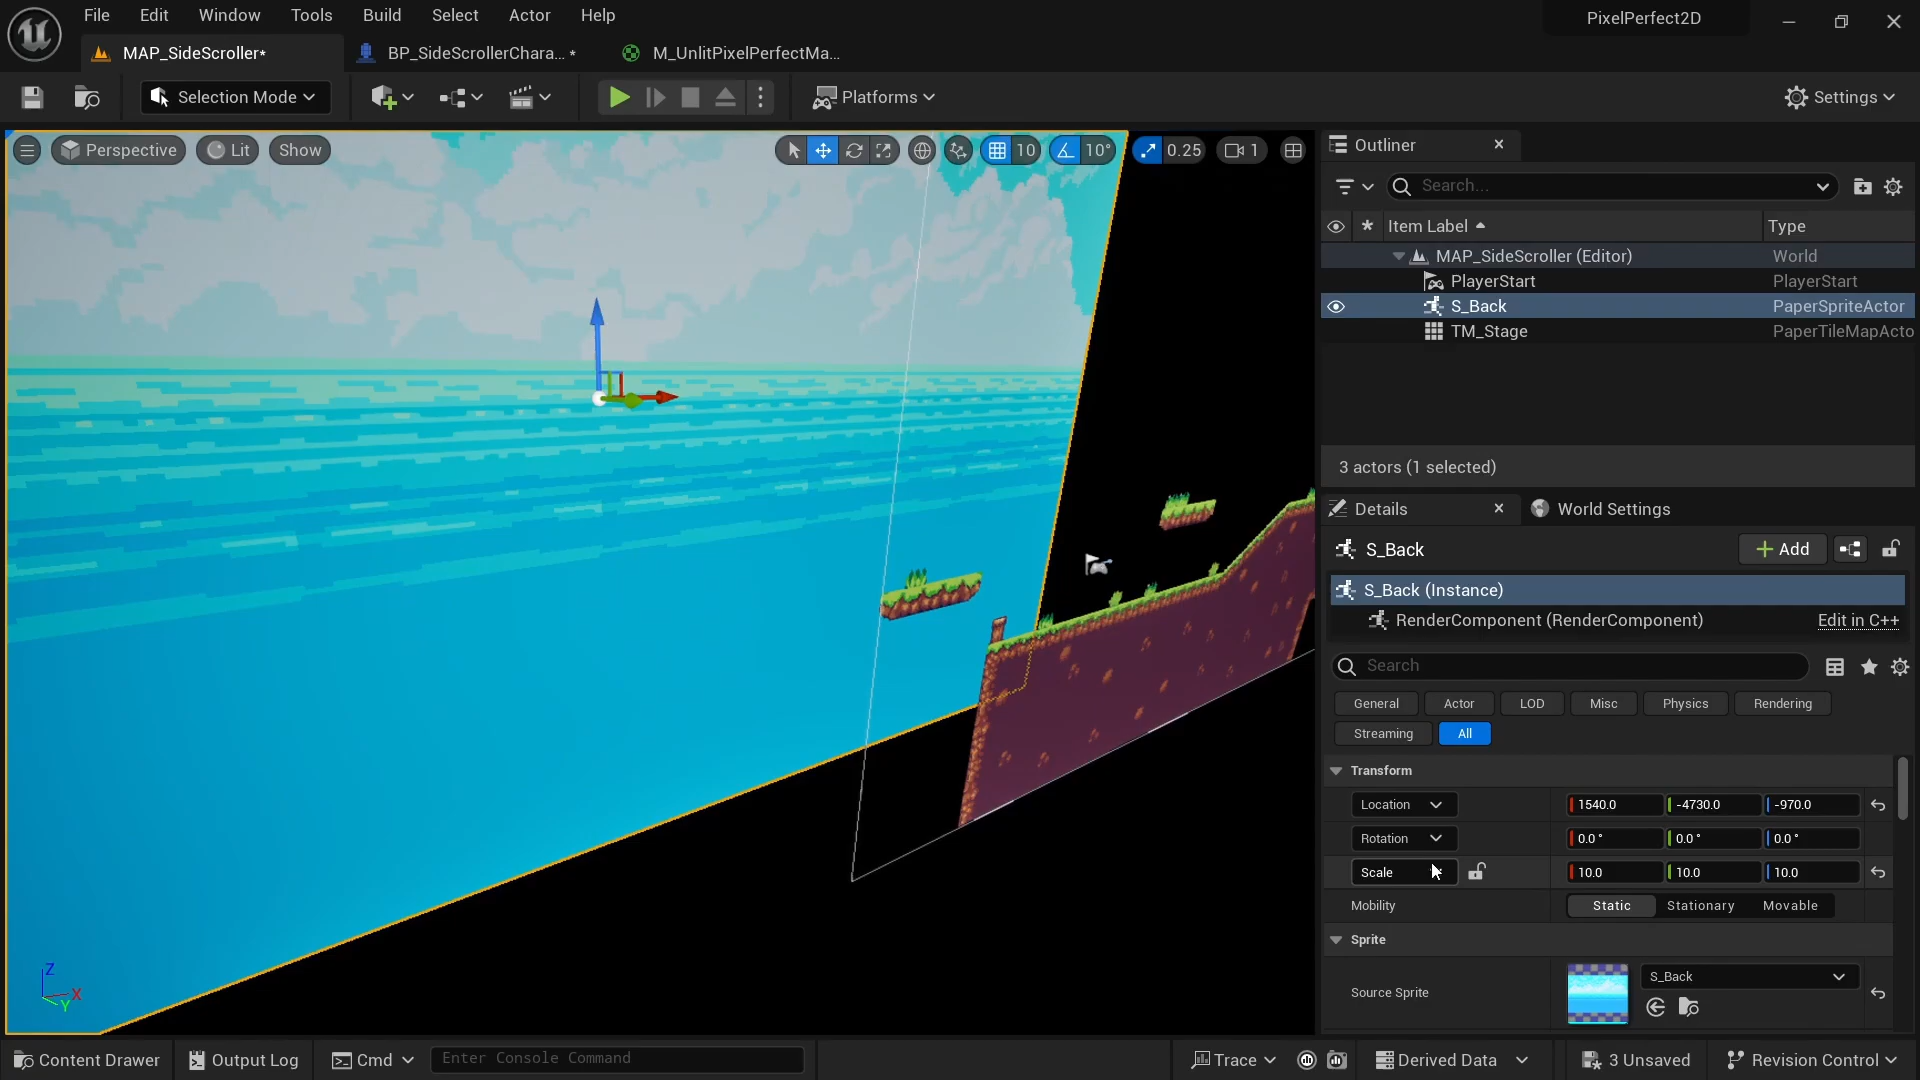 File Edit Window Tools Build Select Actor Help
PixelPerfect2D
MAP_SideScroller*
BP_SideScrollerChara... *
M_UnlitPixelPerfectMa...
Selection Mode
Platforms
Settings
Perspective
Lit
Show
10
10°
0.25
1
Outliner
Search...
* Item Label
Type
MAP_SideScroller (Editor)
World
PlayerStart
PlayerStart
S_Back
PaperSpriteActor
TM_Stage
PaperTileMapActo
3 actors (1 selected)
Details
World Settings
S_Back
+ Add
S_Back (Instance)
RenderComponent (RenderComponent)
Edit in C++
Search
General
Actor
LOD
Misc
Physics
Rendering
Streaming
All
Transform
Location
1540.0
-4730.0
-970.0
Rotation
0.0 °
0.0 °
0.0 °
Scale
10.0
10.0
10.0
Mobility
Static
Stationary
Movable
Sprite
Source Sprite
S_Back
Z
X
Y
Content Drawer
Output Log
Cmd
Enter Console Command
Trace
Derived Data
3 Unsaved
Revision Control